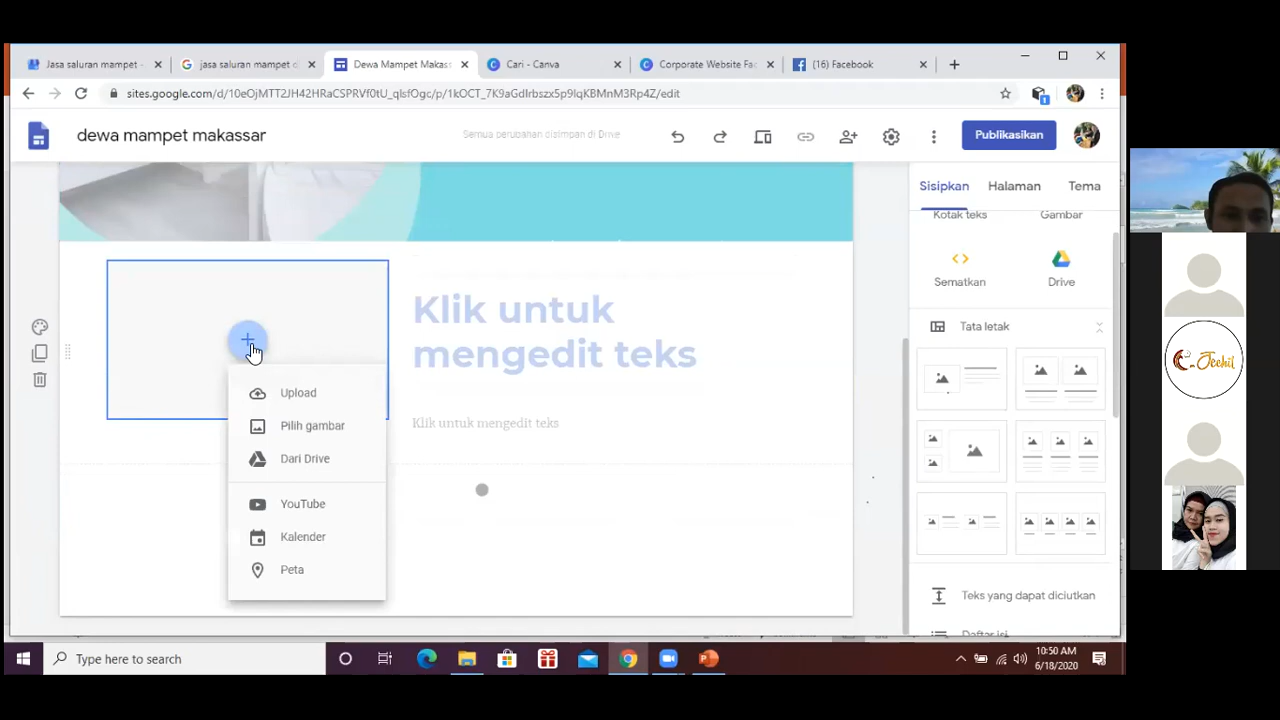 Jasa saluran mampet -
jasa saluran mampet d
Dewa Mampet Makass
Cari - Canva
Corporate Website Fac
(16) Facebook
sites.google.com/d/10eOjMTT2JH42HRaCSPRVf0tU_qlsfOgc/p/1kOCT_7K9aGdIrbszx5p9lqKBMnM3Rp4Z/edit
dewa mampet makassar
Semua perubahan disimpan di Drive
Publikasikan
Sisipkan
Halaman
Tema
Kotak teks
Gambar
Sematkan
Drive
Tata letak
Klik untuk
mengedit teks
Klik untuk mengedit teks
Upload
Pilih gambar
Dari Drive
YouTube
Kalender
Peta
Teks yang dapat diciutkan
Daftar isi
Jechil
Type here to search
10:50 AM
6/18/2020